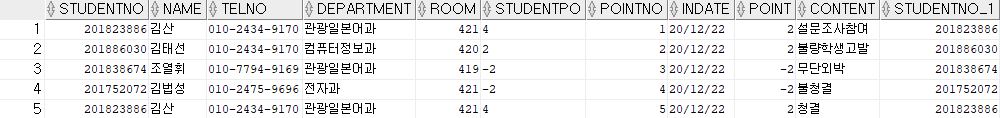 STUDENTNO NAME TELNO DEPARTMENT ROOM STUDENTPO POINTNO INDATE POINT CONTENT STUDENTNO_1
1 201823886 김산 010-2434-9170 관광일본어과 421 4 1 20/12/22 2 설문조사참여 201823886
2 201886030 김태선 010-2434-9170 컴퓨터정보과 420 2 2 20/12/22 2 불량학생고발 201886030
3 201838674 조열휘 010-7794-9169 관광일본어과 419 -2 3 20/12/22 -2 무단외박 201838674
4 201752072 김법성 010-2475-9696 전자과 421 -2 4 20/12/22 -2 불청결 201752072
5 201823886 김산 010-2434-9170 관광일본어과 421 4 5 20/12/22 2 청결 201823886